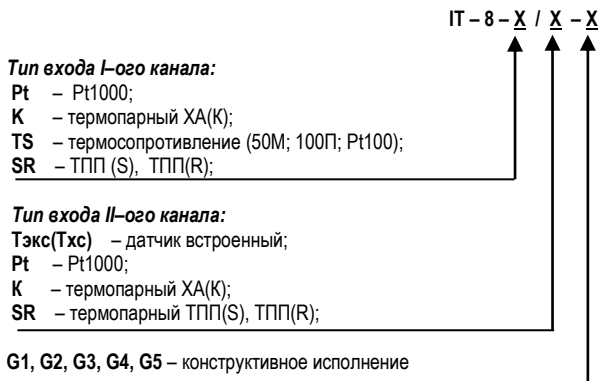 IT – 8 – X / X – X
Тип входа I–ого канала:
Pt – Pt1000;
K – термопарный ХА(К);
TS – термосопротивление (50М; 100П; Pt100);
SR – ТПП (S), ТПП(R);
Тип входа II–ого канала:
Тэкс(Тхс) – датчик встроенный;
Pt – Pt1000;
К – термопарный ХА(К);
SR – термопарный ТПП(S), ТПП(R);
G1, G2, G3, G4, G5 – конструктивное исполнение